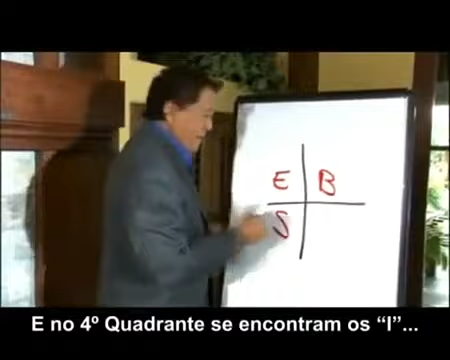 E B
S
E no 4º Quadrante se encontram os “I”...